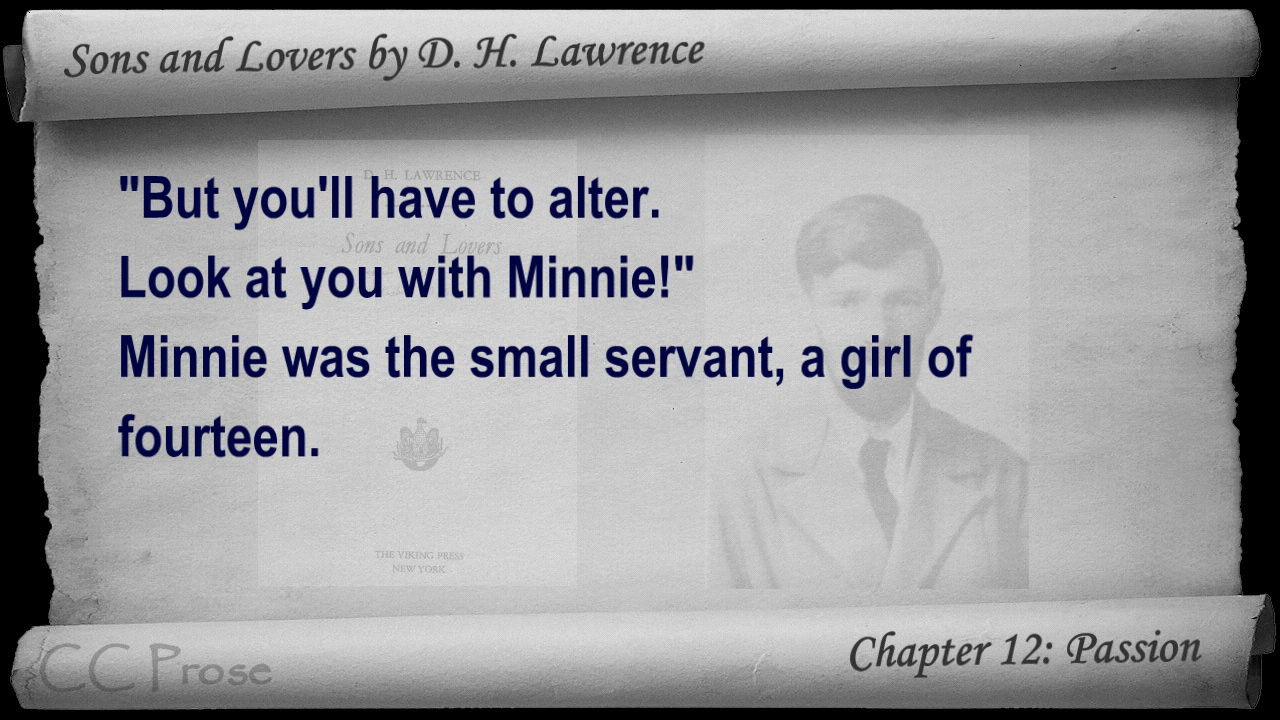 Sons and Lovers by D. H. Lawrence
D. H. LAWRENCE
"But you'll have to alter.
Sons and Lovers
Look at you with Minnie!"
Minnie was the small servant, a girl of
fourteen.
THE VIKING PRESS
NEW YORK
CC Prose
Chapter 12: Passion